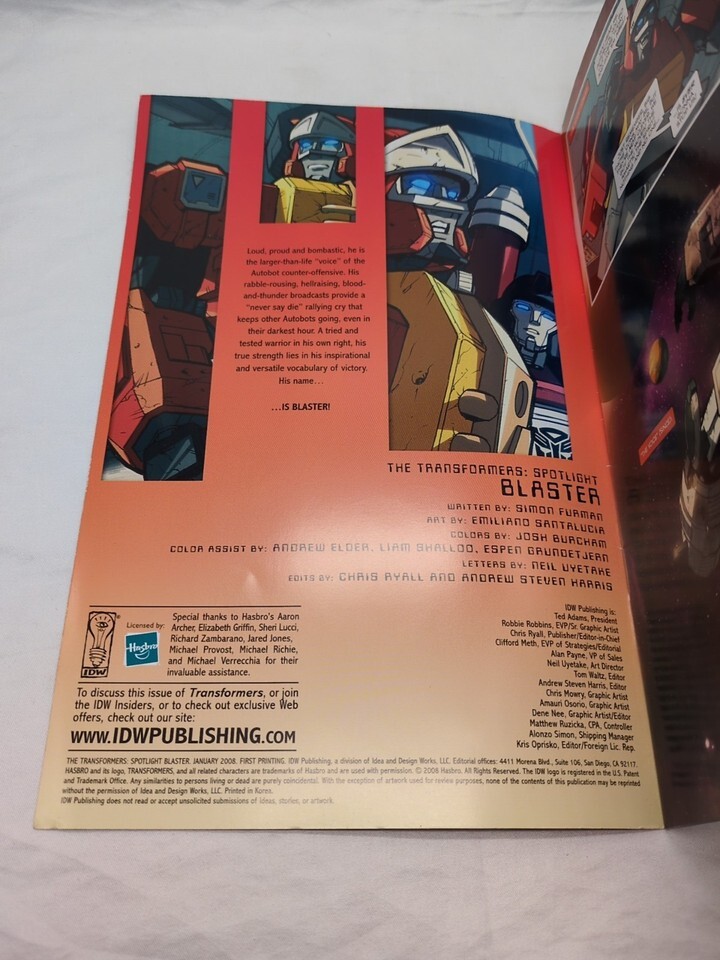 Loud, proud and bombastic, he is
the larger-than-life "voice" of the
Autobot counter-offensive. His
rabble-rousing, hellraising, blood-
and-thunder broadcasts provide a
"never say die" rallying cry that
keeps other Autobots going, even in
their darkest hour. A tried and
tested warrior in his own right, his
true strength lies in his inspirational
and versatile vocabulary of victory.
His name...
...IS BLASTER!
THE TRANSFORMERS: SPOTLIGHT
BLASTER
WRITTEN BY: SIMON FURMAN
ART BY: EMILIANO SANTALUCIA
COLORS BY: JOSH BURCHAM
COLOR ASSIST BY: ANDREW ELDER, LIAM SHALLOO, ESPEN GRUNDETJERN
LETTERS BY: NEIL UYETAKE
EDITS BY: CHRIS RYALL AND ANDREW STEVEN HARRIS
IDW
Licensed by:
Hasbro
Special thanks to Hasbro's Aaron
Archer, Elizabeth Griffin, Sheri Lucci,
Richard Zambarano, Jared Jones,
Michael Provost, Michael Richie,
and Michael Verrecchia for their
invaluable assistance.
To discuss this issue of Transformers, or join
the IDW Insiders, or to check out exclusive Web
offers, check out our site:
WWW.IDWPUBLISHING.COM
IDW Publishing is:
Ted Adams, President
Robbie Robbins, EVP/Sr. Graphic Artist
Chris Ryall, Publisher/Editor-in-Chief
Clifford Meth, EVP of Strategies/Editorial
Alan Payne, VP of Sales
Neil Uyetake, Art Director
Tom Waltz, Editor
Andrew Steven Harris, Editor
Chris Mowry, Graphic Artist
Amauri Osorio, Graphic Artist
Dene Nee, Graphic Artist/Editor
Matthew Ruzicka, CPA, Controller
Alonzo Simon, Shipping Manager
Kris Oprisko, Editor/Foreign Lic. Rep.
THE TRANSFORMERS: SPOTLIGHT BLASTER. JANUARY 2008. FIRST PRINTING. IDW Publishing, a division of Idea and Design Works, LLC. Editorial offices: 4411 Morena Blvd., Suite 106, San Diego, CA 92117.
HASBRO and its logo, TRANSFORMERS, and all related characters are trademarks of Hasbro and are used with permission. © 2008 Hasbro. All Rights Reserved. The IDW logo is registered in the U.S. Patent
and Trademark Office. Any similarities to persons living or dead are purely coincidental. With the exception of artwork used for review purposes, none of the contents of this publication may be reprinted
without the permission of Idea and Design Works, LLC. Printed in Korea.
IDW Publishing does not read or accept unsolicited submissions of ideas, stories, or artwork.